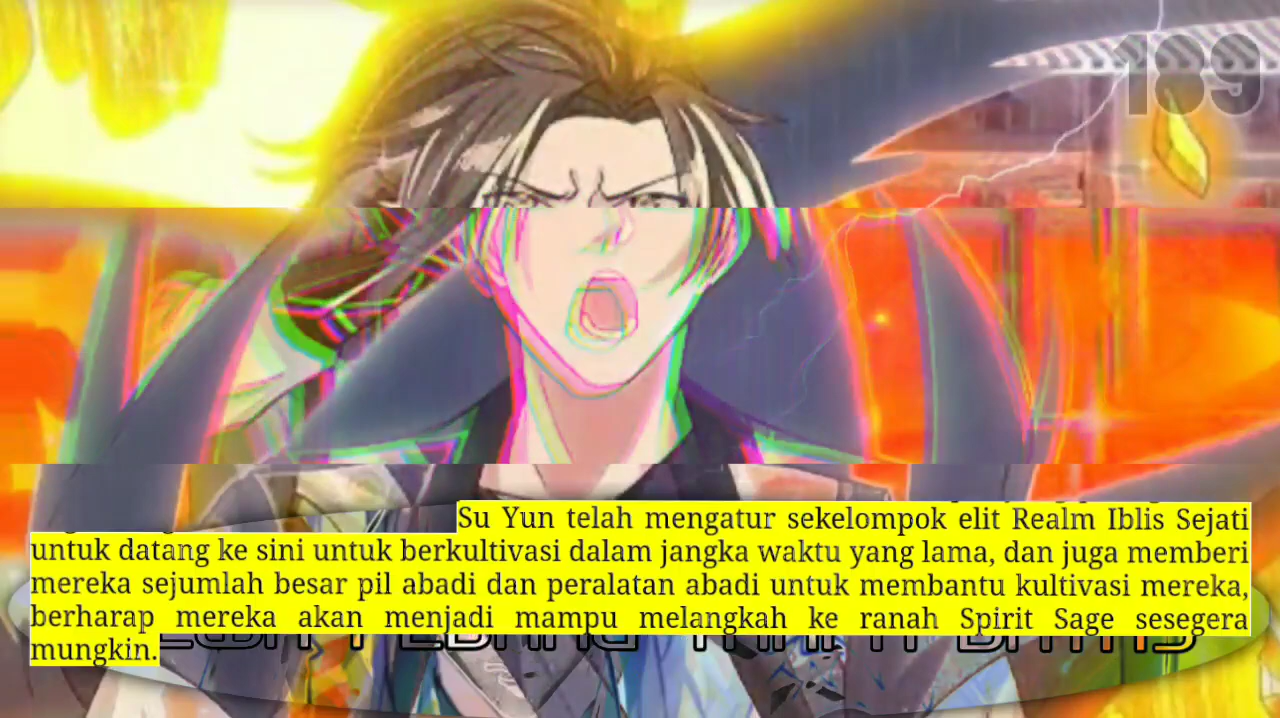 189
Su Yun telah mengatur sekelompok elit Realm Iblis Sejati
untuk datang ke sini untuk berkultivasi dalam jangka waktu yang lama, dan juga memberi
mereka sejumlah besar pil abadi dan peralatan abadi untuk membantu kultivasi mereka,
berharap mereka akan menjadi mampu melangkah ke ranah Spirit Sage sesegera
mungkin.